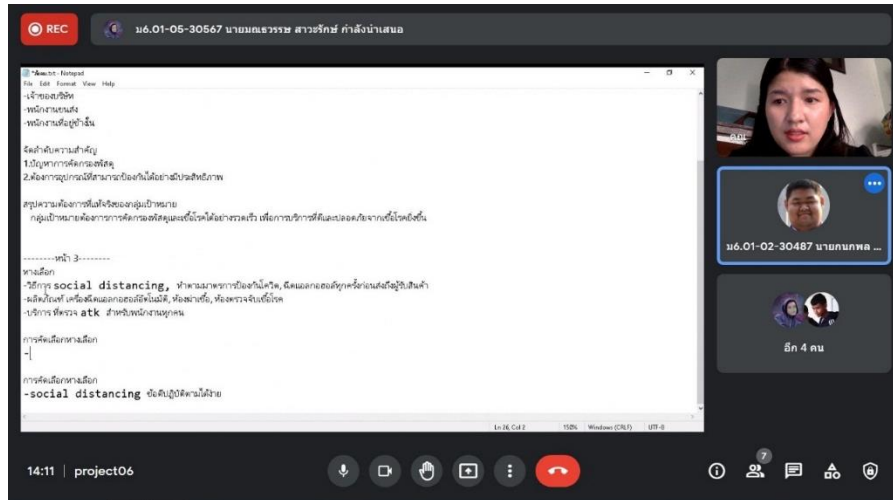 REC
ม6.01-05-30567 นายมณธวรรษ สาวะรักษ์ กำลังนำเสนอ
Notepad
File Edit Format View Help
-เจ้าของบริษัท
-พนักงานขนส่ง
-พนักงานที่อยู่ข้างใน
จัดลำดับความสำคัญ
1.ปัญหาการคัดกรองพัสดุ
2.ต้องการอุปกรณ์ที่สามารถป้องกันได้อย่างมีประสิทธิภาพ
สรุปความต้องการที่แท้จริงของกลุ่มเป้าหมาย
กลุ่มเป้าหมายต้องการการคัดกรองพัสดุและเชื้อโรคได้อย่างรวดเร็ว เพื่อการบริการที่ดีและปลอดภัยจากเชื้อโรคยิ่งขึ้น
--------หน้า 3--------
ทางเลือก
-วิธีการ social distancing, ทำตามมาตรการป้องกันโควิด, ฉีดแอลกอฮอล์ทุกครั้งก่อนส่งถึงผู้รับสินค้า
-ผลิตภัณฑ์ เครื่องฉีดแอลกอฮอล์อัตโนมัติ, ห้องฆ่าเชื้อ, ห้องตรวจจับเชื้อโรค
-บริการ ที่ตรวจ atk สำหรับพนักงานทุกคน
การคัดเลือกทางเลือก
-
การคัดเลือกทางเลือก
-social distancing ข้อดีปฏิบัติตามได้ง่าย
Ln 26, Col 2 150% Windows (CRLF) UTF-8
คุณ
ม6.01-02-30487 นายกนกพล ...
อีก 4 คน
14:11 | project06
7